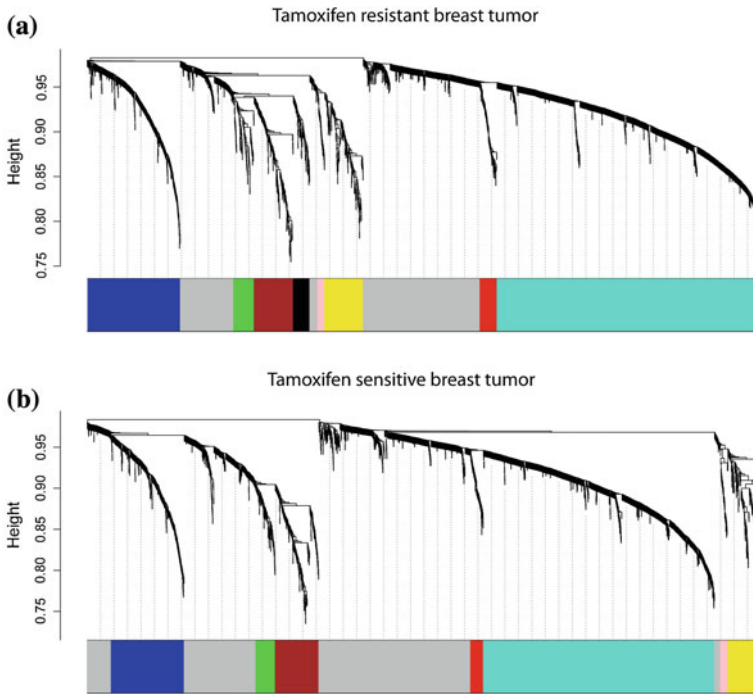 Tamoxifen resistant breast tumor
(a)
Height
0.95
0.90
0.85
0.80
0.75
Tamoxifen sensitive breast tumor
(b)
Height
0.95
0.90
0.85
0.80
0.75